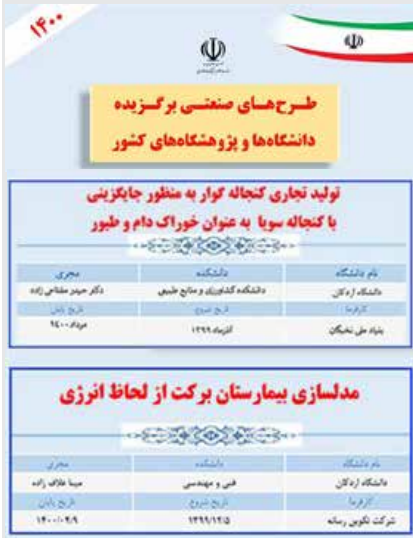 ۱۴۰۰
طرح‌های صنعتی برگزیده
دانشگاه‌ها و پژوهشگاه‌های کشور
تولید تجاری کنجاله گوار به منظور جایگزینی
با کنجاله سویا به عنوان خوراک دام و طیور
نام دانشگاه دانشکده مجری
دانشگاه اردکان دانشکده کشاورزی و منابع طبیعی دکتر حیدر مفتاحی زاده
کارفرما تاریخ شروع تاریخ پایان
بنیاد ملی نخبگان آذرماه ۱۳۹۹ مرداد ۱۴۰۰
مدلسازی بیمارستان برکت از لحاظ انرژی
نام دانشگاه دانشکده مجری
دانشگاه اردکان فنی و مهندسی مینا علاف زاده
کارفرما تاریخ شروع تاریخ پایان
شرکت تکوین رسانه ۱۳۹۹/۱۲/۵ ۱۴۰۰/۰۴/۹